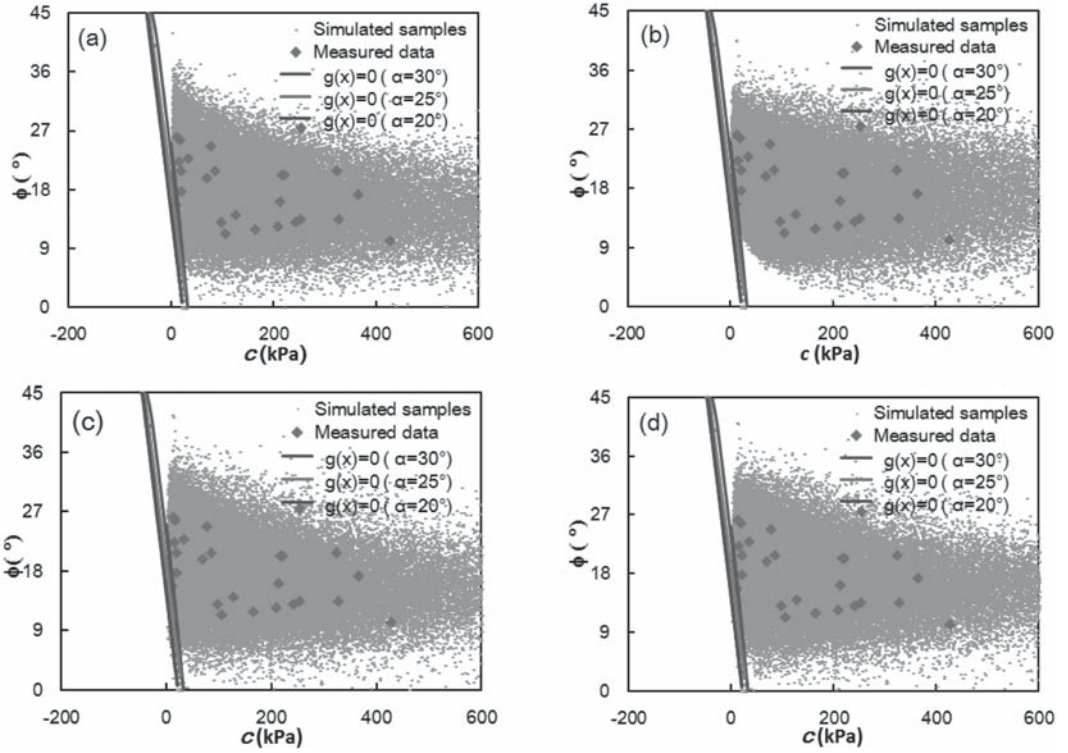 (a)
Simulated samples
Measured data
g(x)=0 ( α=30°)
g(x)=0 ( α=25°)
g(x)=0 ( α=20°)
45
36
27
18
9
0
ϕ ( °)
-200
0
200
400
600
c (kPa)
(b)
Simulated samples
Measured data
g(x)=0 ( α=30°)
g(x)=0 ( α=25°)
g(x)=0 ( α=20°)
45
36
27
18
9
0
ϕ ( °)
-200
0
200
400
600
c (kPa)
(c)
Simulated samples
Measured data
g(x)=0 ( α=30°)
g(x)=0 ( α=25°)
g(x)=0 ( α=20°)
45
36
27
18
9
0
ϕ ( °)
-200
0
200
400
600
c (kPa)
(d)
Simulated samples
Measured data
g(x)=0 ( α=30°)
g(x)=0 ( α=25°)
g(x)=0 ( α=20°)
45
36
27
18
9
0
ϕ ( °)
-200
0
200
400
600
c (kPa)